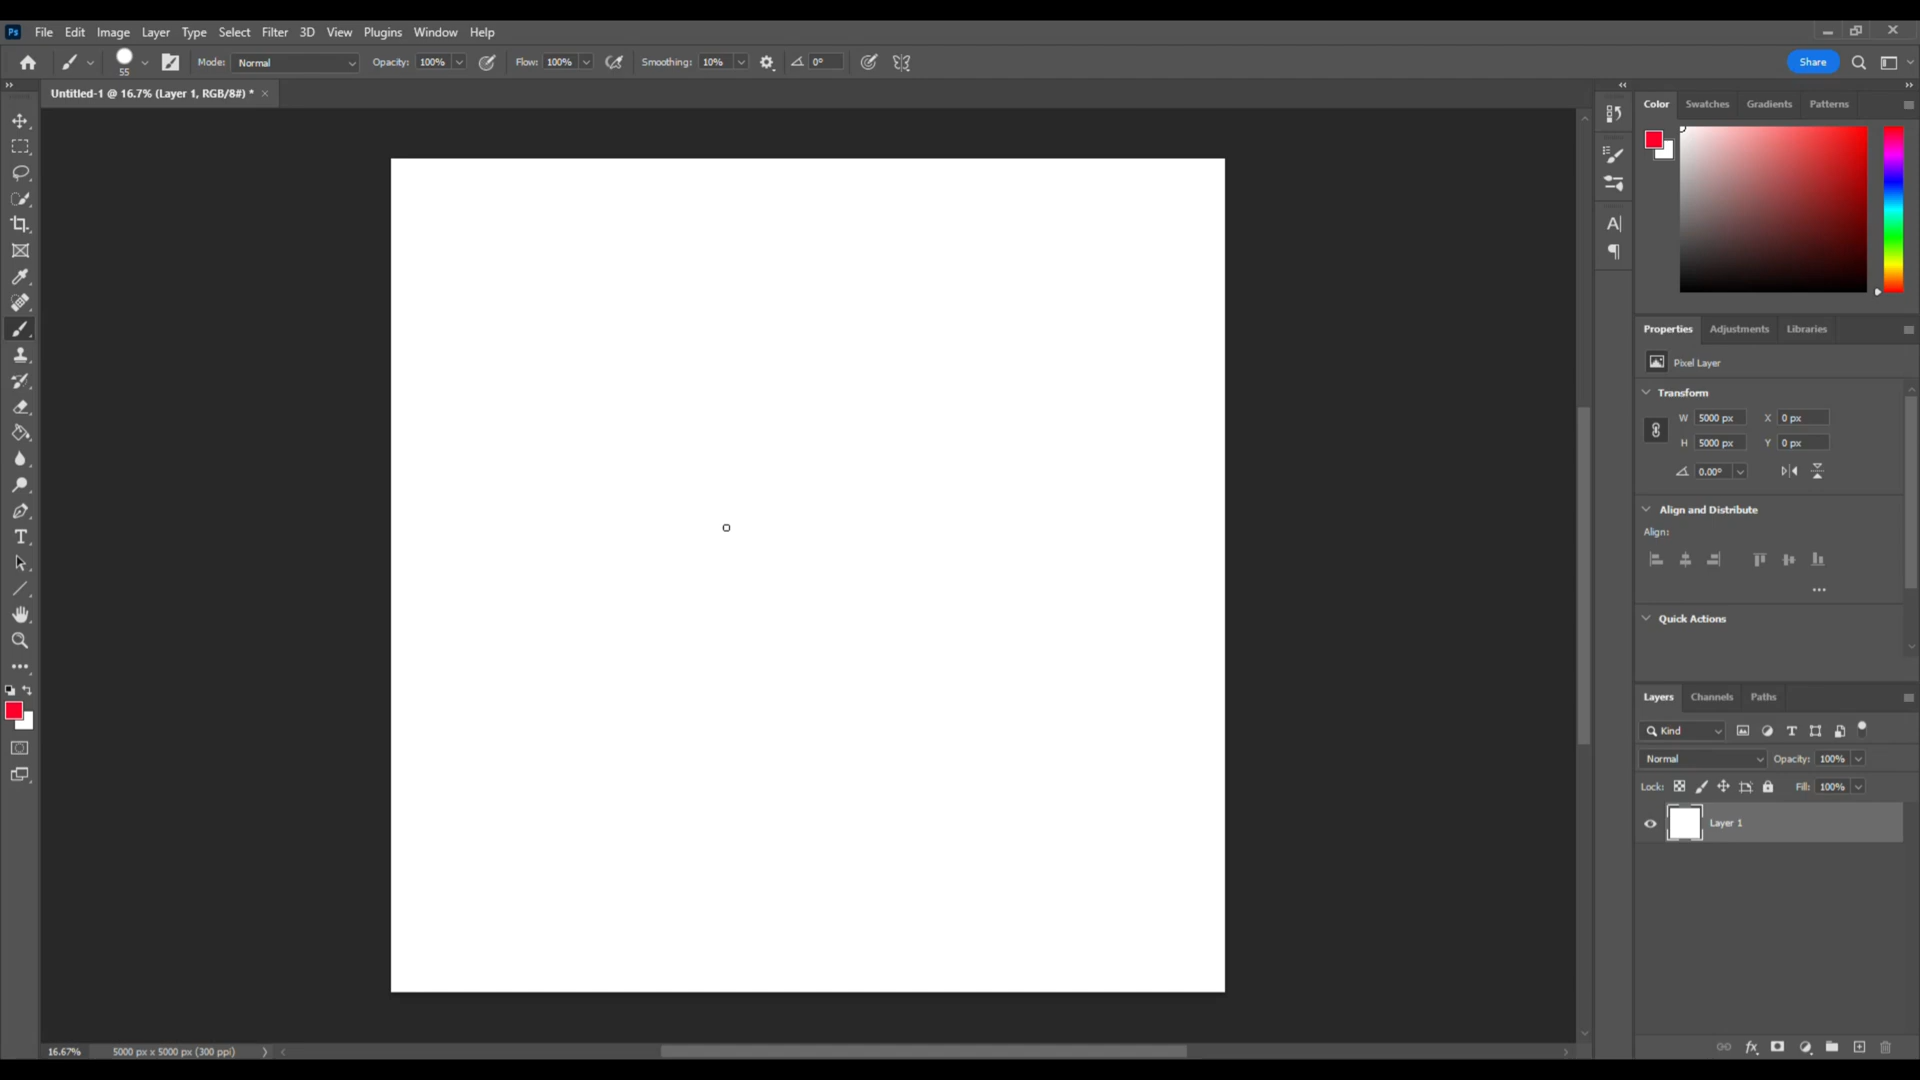 Ps File Edit Image Layer Type Select Filter 3D View Plugins Window Help
55 Mode: Normal Opacity: 100% Flow: 100% Smoothing: 10% 0° Share
Untitled-1 @ 16.7% (Layer 1, RGB/8#) *
Color Swatches Gradients Patterns
Properties Adjustments Libraries
Pixel Layer
Transform
W 5000 px X 0 px
H 5000 px Y 0 px
0.00°
Align and Distribute
Align:
Quick Actions
Layers Channels Paths
Kind
Normal Opacity: 100%
Lock: Fill: 100%
Layer 1
16.67% 5000 px x 5000 px (300 ppi)